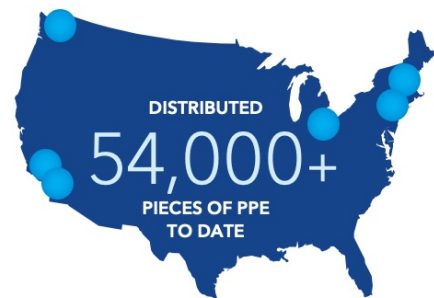 DISTRIBUTED
54,000+
PIECES OF PPE
TO DATE